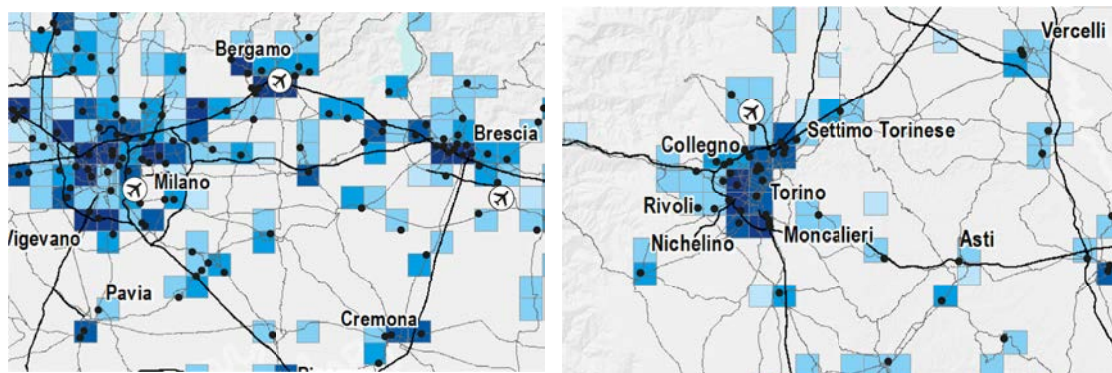 Bergamo
Brescia
Milano
Vigevano
Pavia
Cremona
Vercelli
Settimo Torinese
Collegno
Torino
Rivoli
Nichelino
Moncalieri
Asti